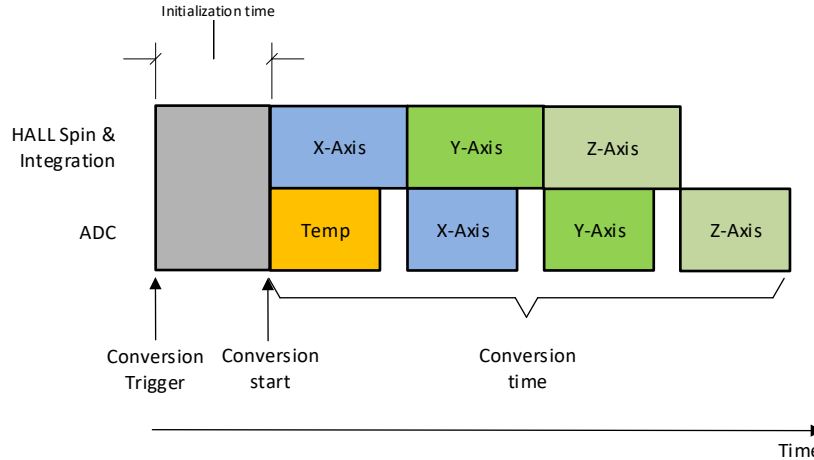 Initialization time
HALL Spin &
Integration
X-Axis
Y-Axis
Z-Axis
ADC
Temp
X-Axis
Y-Axis
Z-Axis
Conversion
Trigger
Conversion
start
Conversion
time
Time